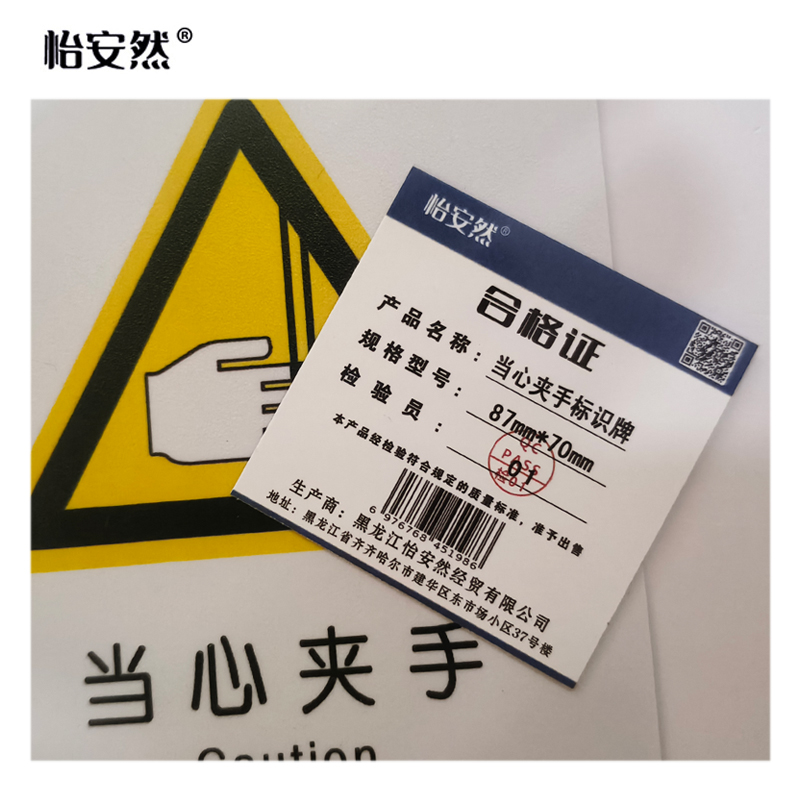 怡安然®
怡安然®
合格证
产品名称：当心夹手标识牌
规格型号：87mm*70mm
检验员：01
QC
PASS
检01
本产品经检验符合规定的质量标准，准予出售
6 976768 451986
生产商：黑龙江怡安然经贸有限公司
地址：黑龙江省齐齐哈尔市建华区东市场小区37号楼
当心夹手
Caution